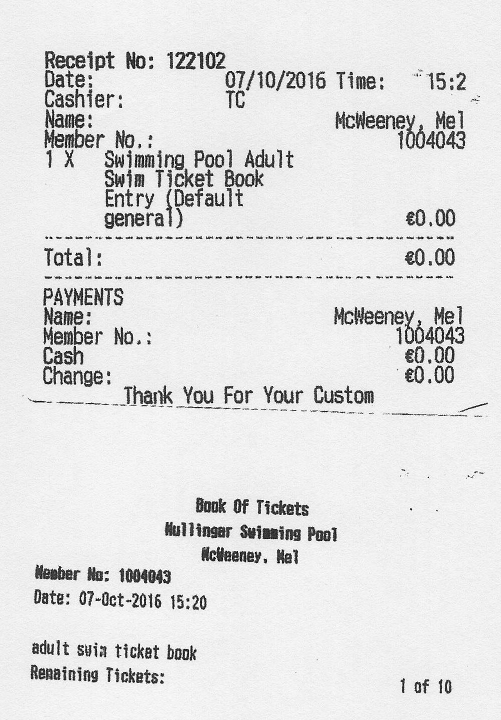 Receipt No: 122102
Date: 07/10/2016 Time: 15:2
Cashier: TC
Name: McWeeney, Mel
Member No.: 1004043
1 X Swimming Pool Adult
Swim Ticket Book
Entry (Default
general) €0.00
Total: €0.00
PAYMENTS
Name: McWeeney, Mel
Member No.: 1004043
Cash €0.00
Change: €0.00
Thank You For Your Custom
Book Of Tickets
Mullingar Swimming Pool
McWeeney, Mel
Member No: 1004043
Date: 07-Oct-2016 15:20
adult swim ticket book
Remaining Tickets:
1 of 10